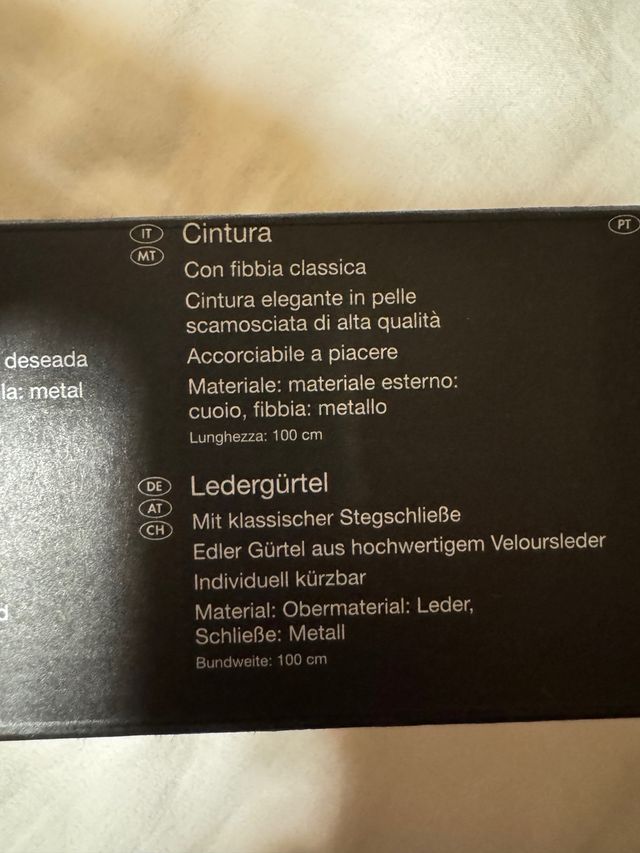 deseada
la: metal
d
IT
MT
Cintura
Con fibbia classica
Cintura elegante in pelle
scamosciata di alta qualità
Accorciabile a piacere
Materiale: materiale esterno:
cuoio, fibbia: metallo
Lunghezza: 100 cm
DE
AT
CH
Ledergürtel
Mit klassischer Stegschließe
Edler Gürtel aus hochwertigem Veloursleder
Individuell kürzbar
Material: Obermaterial: Leder,
Schließe: Metall
Bundweite: 100 cm
PT